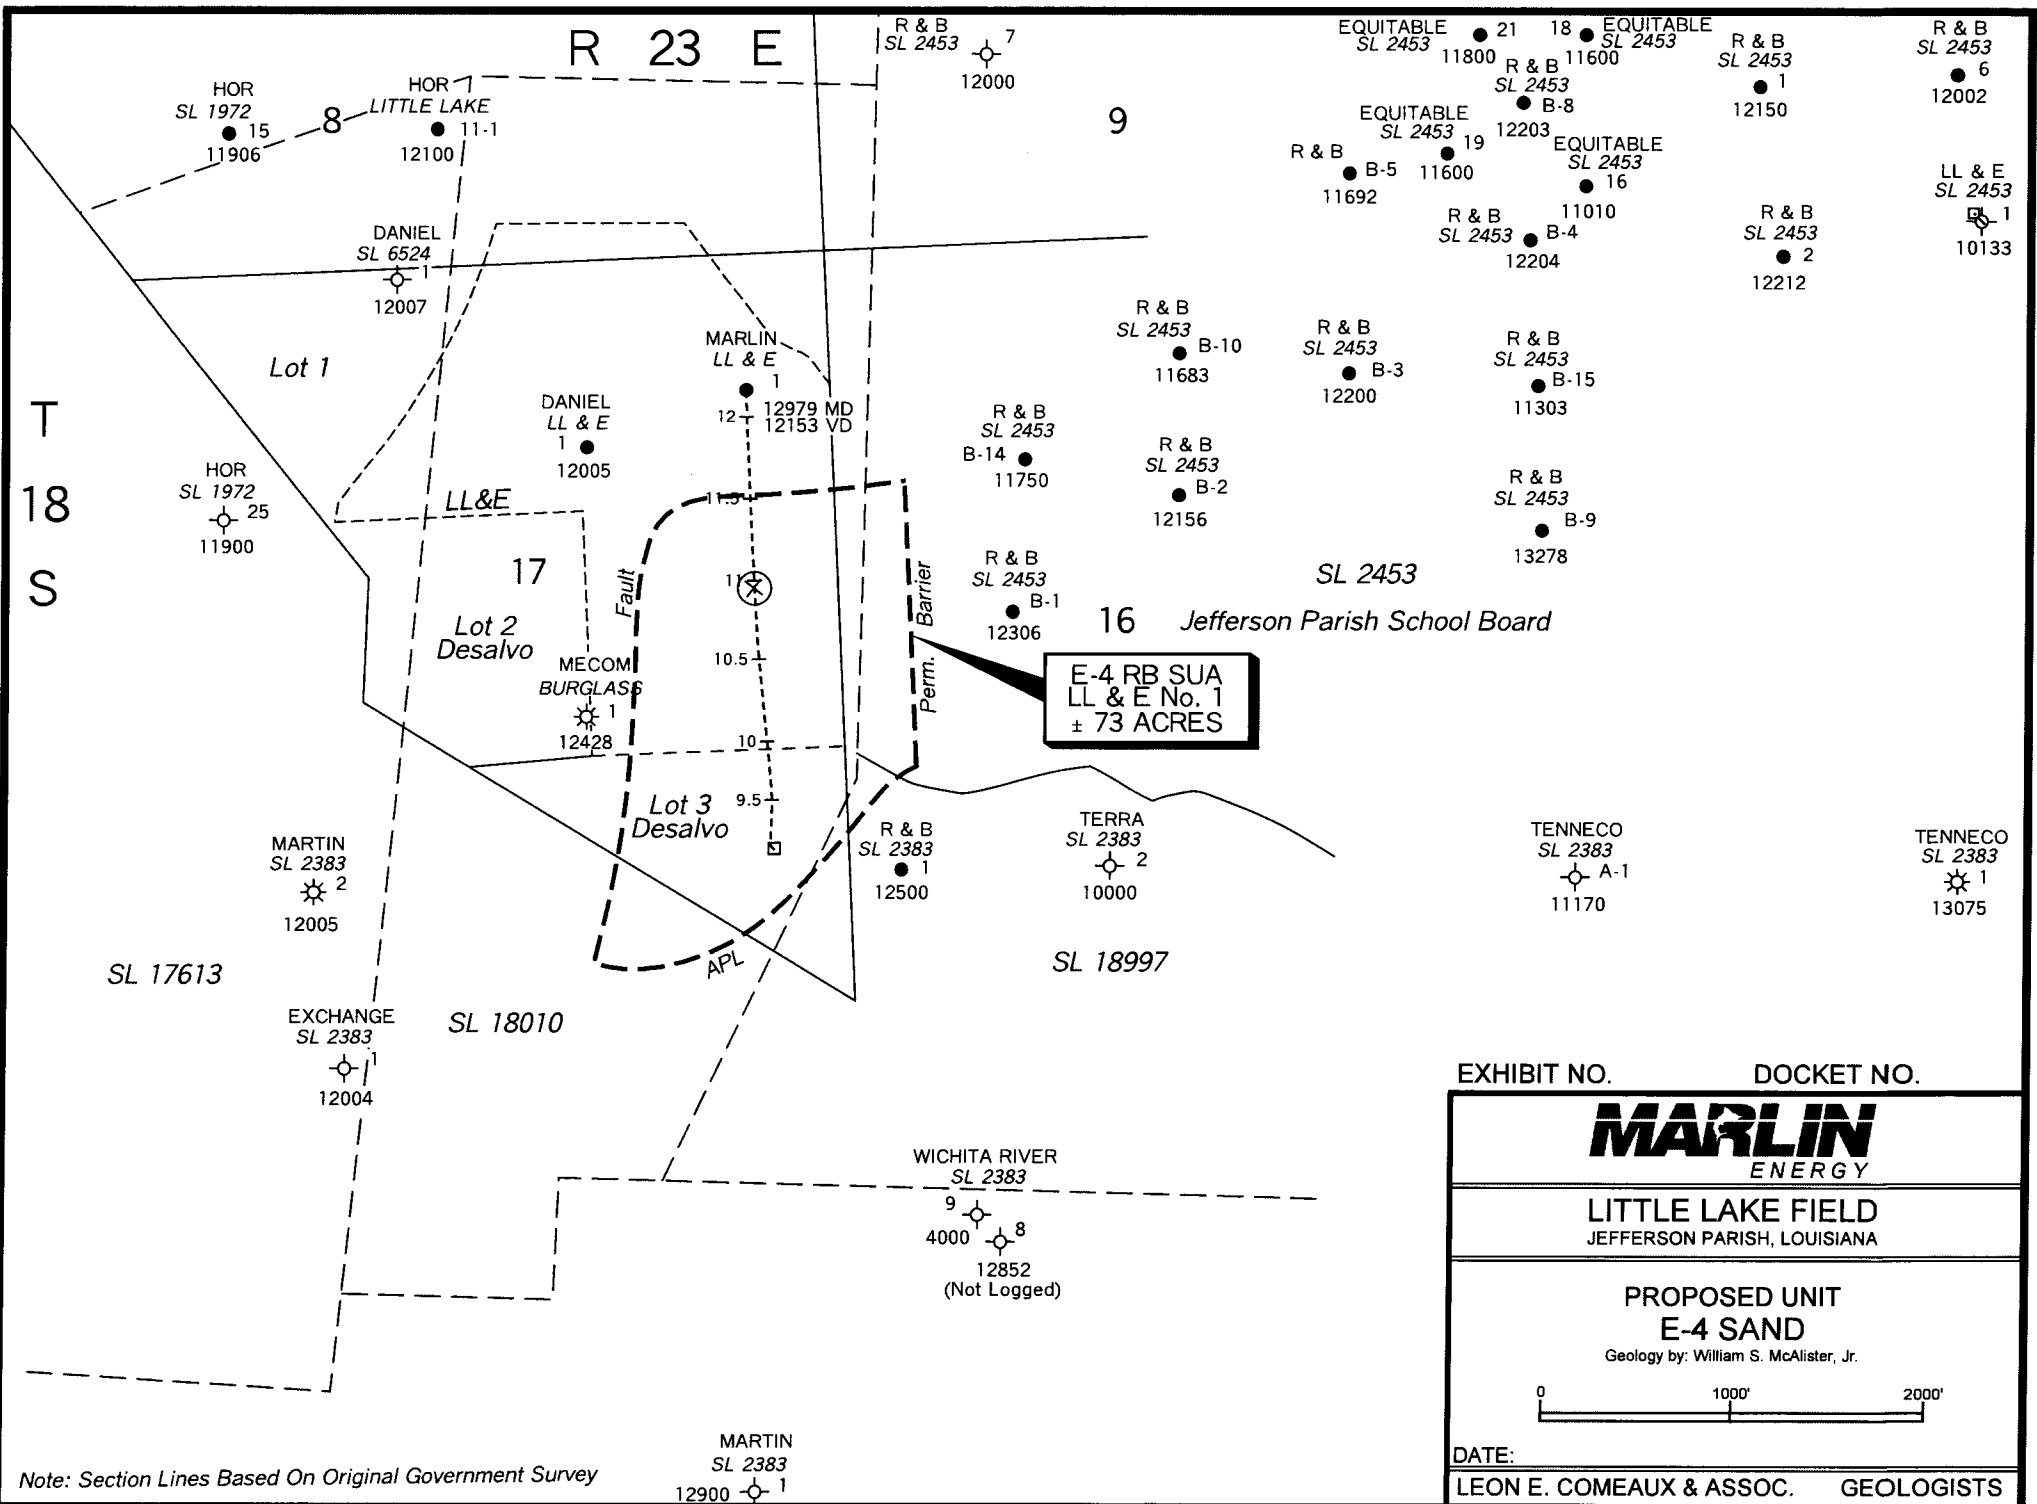 R 23 E
T
18
S
8
9
17
16
HOR
SL 1972
15
11906
HOR
LITTLE LAKE
11-1
12100
R & B
SL 2453
7
12000
EQUITABLE
SL 2453
21
11800
18
EQUITABLE
SL 2453
11600
R & B
SL 2453
B-8
12203
R & B
SL 2453
1
12150
R & B
SL 2453
6
12002
EQUITABLE
SL 2453
19
11600
R & B
B-5
11692
EQUITABLE
SL 2453
16
11010
R & B
SL 2453
B-4
12204
R & B
SL 2453
2
12212
LL & E
SL 2453
1
10133
DANIEL
SL 6524
1
12007
Lot 1
MARLIN
LL & E
1
12979 MD
12153 VD
12
11.5
11
10.5
10
9.5
DANIEL
LL & E
1
12005
HOR
SL 1972
25
11900
LL&E
R & B
SL 2453
B-10
11683
R & B
SL 2453
B-3
12200
R & B
SL 2453
B-15
11303
R & B
SL 2453
B-14
11750
R & B
SL 2453
B-2
12156
R & B
SL 2453
B-9
13278
R & B
SL 2453
B-1
12306
SL 2453
Jefferson Parish School Board
Fault
Perm. Barrier
Lot 2
Desalvo
MECOM
BURGLASS
1
12428
E-4 RB SUA
LL & E No. 1
± 73 ACRES
Lot 3
Desalvo
APL
R & B
SL 2383
1
12500
TERRA
SL 2383
2
10000
TENNECO
SL 2383
A-1
11170
TENNECO
SL 2383
1
13075
MARTIN
SL 2383
2
12005
SL 17613
SL 18010
SL 18997
EXCHANGE
SL 2383
1
12004
WICHITA RIVER
SL 2383
9
4000
8
12852
(Not Logged)
MARTIN
SL 2383
12900
1
Note: Section Lines Based On Original Government Survey
EXHIBIT NO. DOCKET NO.
MARLIN
ENERGY
LITTLE LAKE FIELD
JEFFERSON PARISH, LOUISIANA
PROPOSED UNIT
E-4 SAND
Geology by: William S. McAlister, Jr.
0 1000' 2000'
DATE:
LEON E. COMEAUX & ASSOC. GEOLOGISTS